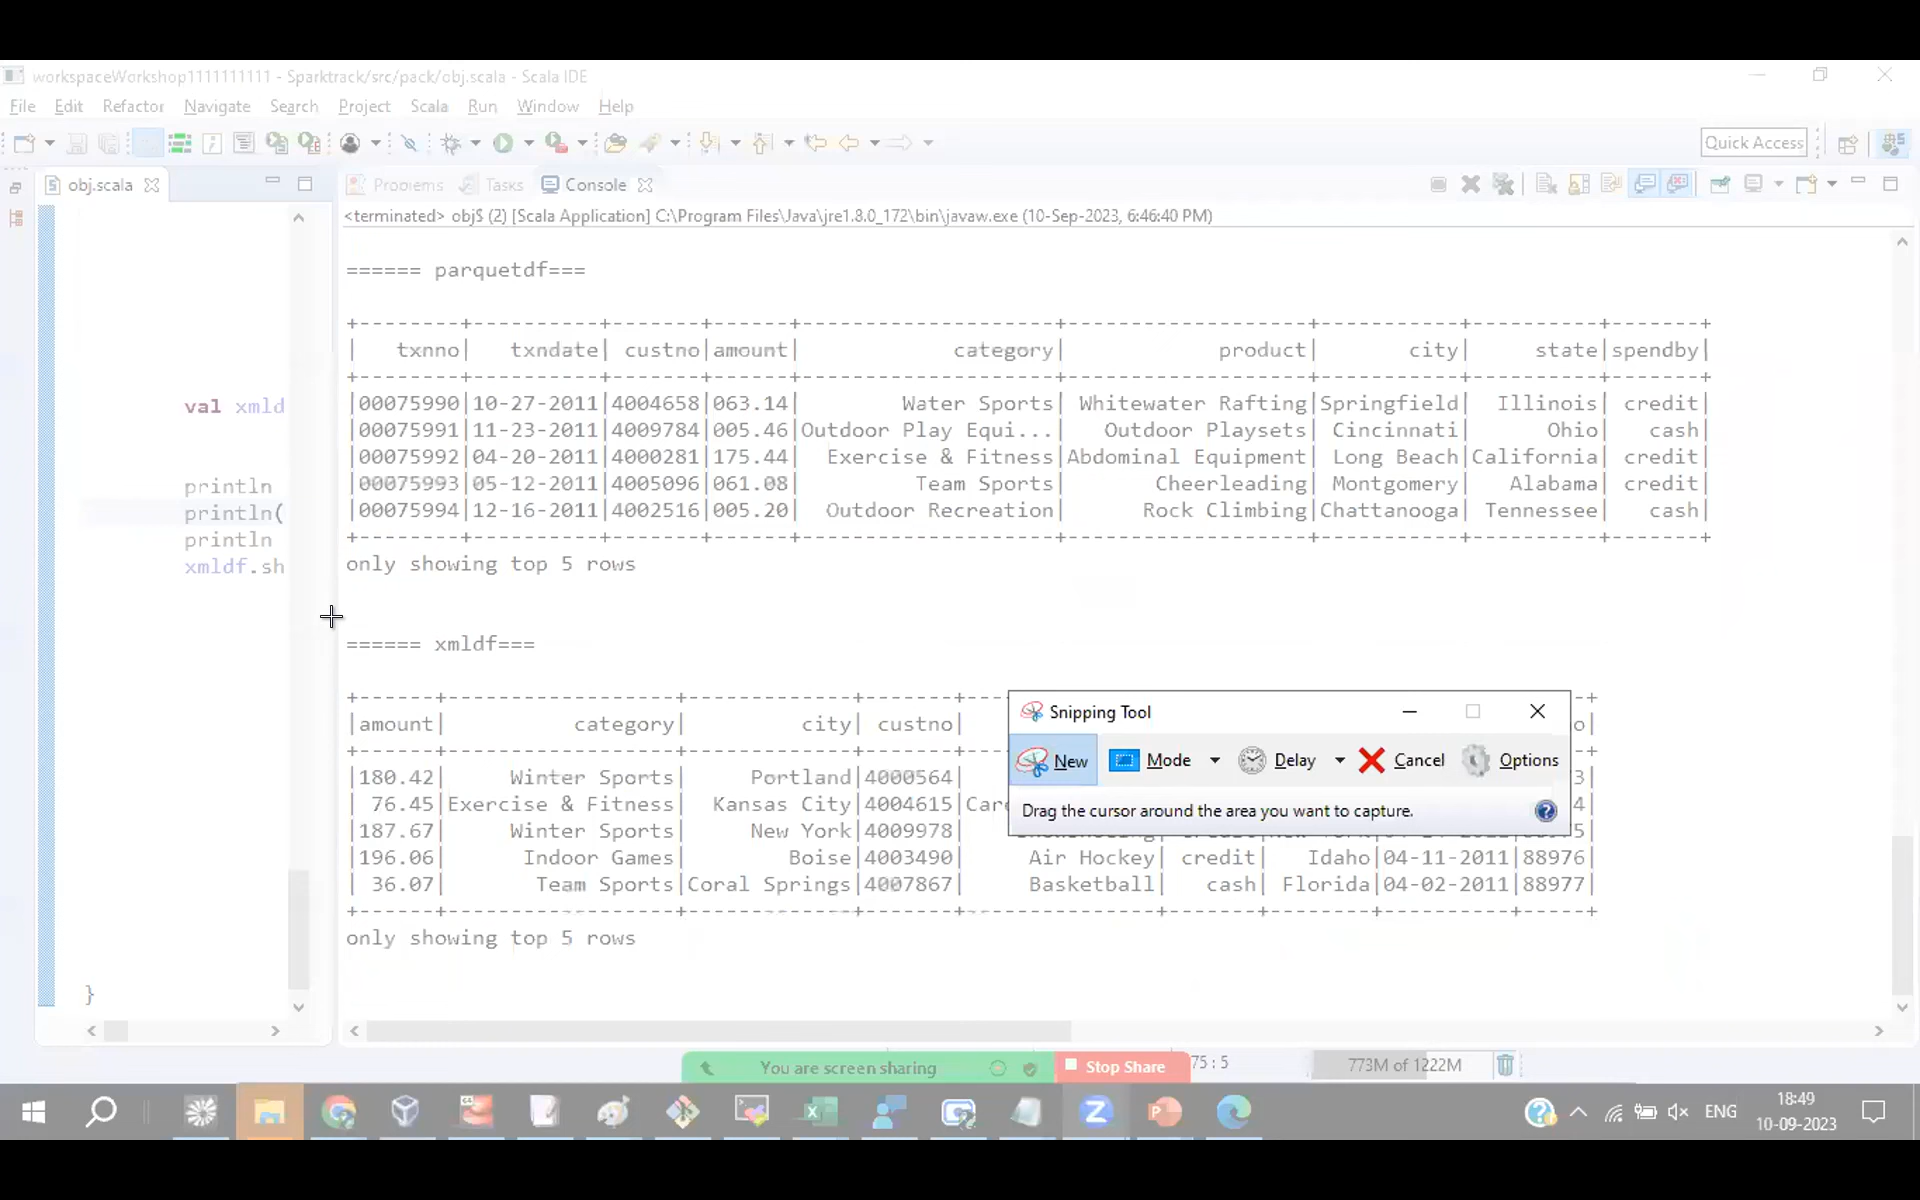 workspaceWorkshop1111111111 - Sparktrack/src/pack/obj.scala - Scala IDE
File Edit Refactor Navigate Search Project Scala Run Window Help
Quick Access
obj.scala
Problems Tasks Console
<terminated> obj$ (2) [Scala Application] C:\Program Files\Java\jre1.8.0_172\bin\javaw.exe (10-Sep-2023, 6:46:40 PM)
val xmld
println
println(
println
xmldf.sh
}
====== parquetdf===
+--------+----------+-------+------+--------------------+-------------------+-----------+----------+-------+
|   txnno|   txndate| custno|amount|            category|            product|       city|     state|spendby|
+--------+----------+-------+------+--------------------+-------------------+-----------+----------+-------+
|00075990|10-27-2011|4004658|063.14|        Water Sports| Whitewater Rafting|Springfield|  Illinois| credit|
|00075991|11-23-2011|4009784|005.46|Outdoor Play Equi...|   Outdoor Playsets| Cincinnati|      Ohio|   cash|
|00075992|04-20-2011|4000281|175.44|  Exercise & Fitness|Abdominal Equipment| Long Beach|California| credit|
|00075993|05-12-2011|4005096|061.08|         Team Sports|       Cheerleading| Montgomery|   Alabama| credit|
|00075994|12-16-2011|4002516|005.20|  Outdoor Recreation|      Rock Climbing|Chattanooga| Tennessee|   cash|
+--------+----------+-------+------+--------------------+-------------------+-----------+----------+-------+
only showing top 5 rows
====== xmldf===
|amount|          category|         city| custno| o|
|180.42|     Winter Sports|     Portland|4000564| 3|
| 76.45|Exercise & Fitness|  Kansas City|4004615|Care 4|
|187.67|     Winter Sports|     New York|4009978| 5|
|196.06|      Indoor Games|        Boise|4003490|     Air Hockey| credit|   Idaho|04-11-2011|88976|
| 36.07|       Team Sports|Coral Springs|4007867|     Basketball|   cash| Florida|04-02-2011|88977|
+------+------------------+-------------+-------+---------------+-------+--------+----------+-----+
only showing top 5 rows
Snipping Tool
New Mode Delay Cancel Options
Drag the cursor around the area you want to capture.
You are screen sharing
Stop Share
75 : 5
773M of 1222M
ENG
18:49
10-09-2023